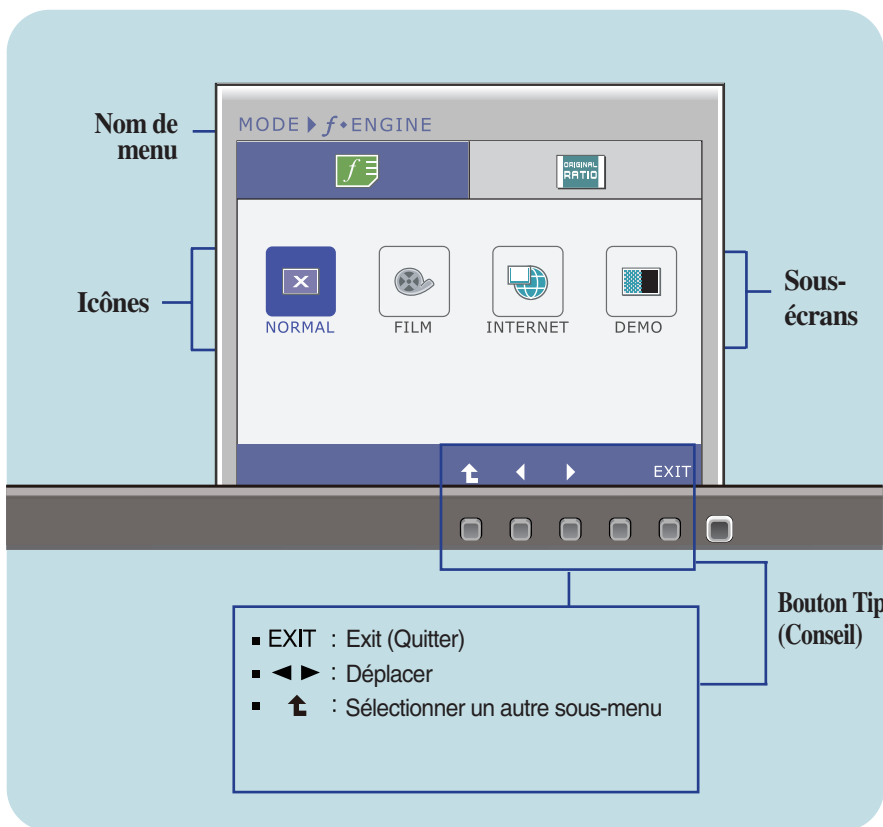 Nom de
menu
MODE ▶ f◆ENGINE
f
ORIGINAL
RATIO
Icônes
NORMAL
FILM
INTERNET
DEMO
Sous-
écrans
EXIT
Bouton Tip
(Conseil)
▪ EXIT : Exit (Quitter)
▪ ◀ ▶ : Déplacer
▪ ⮤ : Sélectionner un autre sous-menu